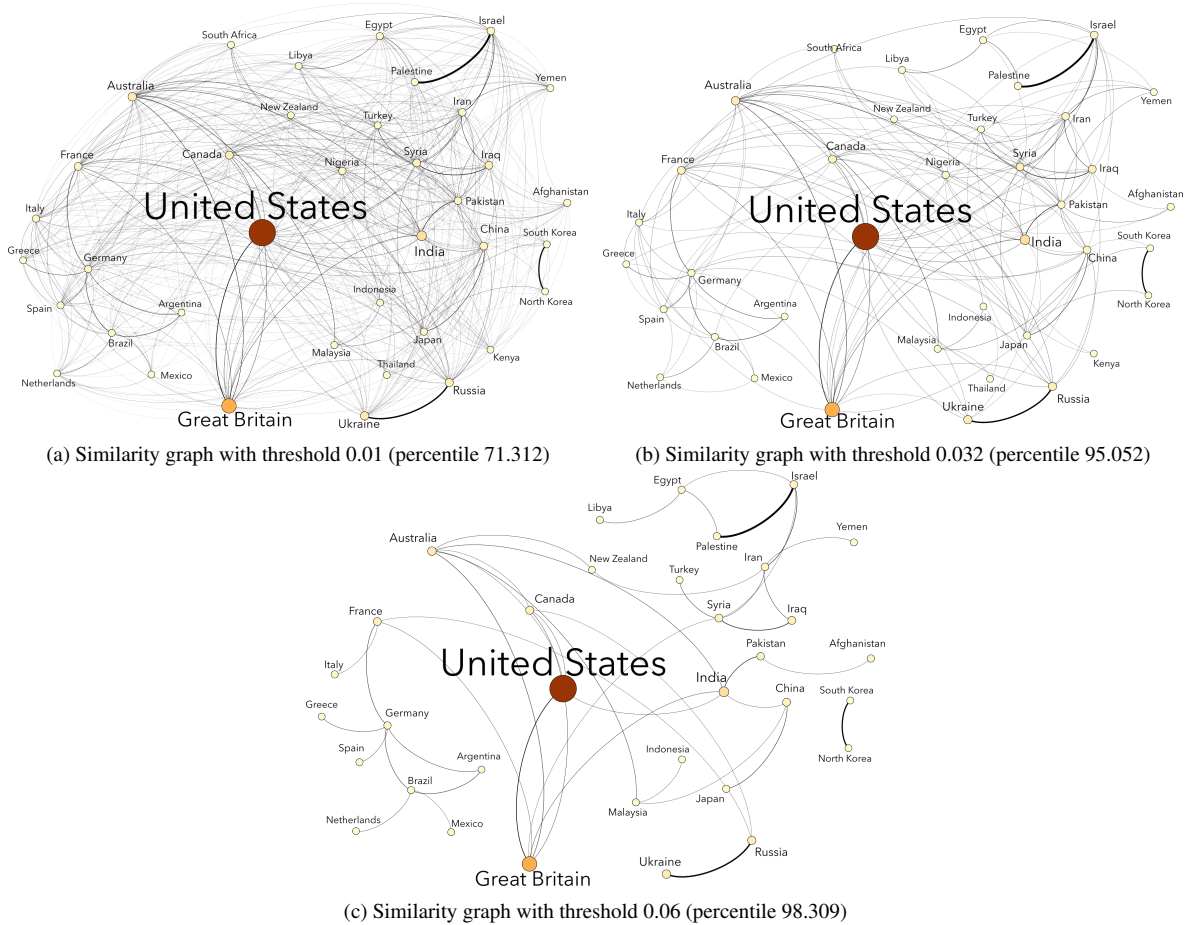 Egypt
Israel
South Africa
Libya
Palestine
Yemen
Australia
New Zealand
Turkey
Iran
France
Canada
Nigeria
Syria
Iraq
United States
Pakistan
Afghanistan
Italy
South Korea
China
India
Greece
Germany
Indonesia
North Korea
Spain
Argentina
Brazil
Malaysia
Japan
Kenya
Thailand
Netherlands
Mexico
Russia
Great Britain
Ukraine
(a) Similarity graph with threshold 0.01 (percentile 71.312)
Israel
Egypt
South Africa
Libya
Palestine
Yemen
Australia
New Zealand
Turkey
Iran
France
Canada
Nigeria
Syria
Iraq
United States
Pakistan
Afghanistan
Italy
South Korea
India
Greece
China
Germany
North Korea
Argentina
Indonesia
Spain
Brazil
Malaysia
Japan
Kenya
Netherlands
Mexico
Thailand
Russia
Ukraine
Great Britain
(b) Similarity graph with threshold 0.032 (percentile 95.052)
Israel
Egypt
Libya
Yemen
Australia
Palestine
New Zealand
Iran
Turkey
Canada
Syria
Iraq
France
Pakistan
Afghanistan
United States
Italy
India
China
South Korea
Greece
Germany
Spain
Indonesia
Argentina
North Korea
Brazil
Japan
Malaysia
Netherlands
Mexico
Russia
Ukraine
Great Britain
(c) Similarity graph with threshold 0.06 (percentile 98.309)